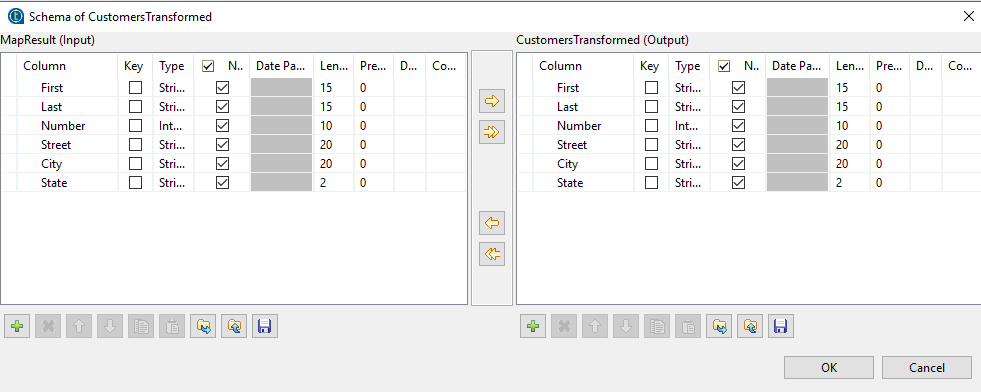 Schema of CustomersTransformed
MapResult (Input)
Column Key Type N.. Date Pa... Len... Pre... D... Co...
First Stri... 15 0
Last Stri... 15 0
Number Int... 10 0
Street Stri... 20 0
City Stri... 20 0
State Stri... 2 0
CustomersTransformed (Output)
Column Key Type N.. Date Pa... Len... Pre... D... Co...
First Stri... 15 0
Last Stri... 15 0
Number Int... 10 0
Street Stri... 20 0
City Stri... 20 0
State Stri... 2 0
OK Cancel